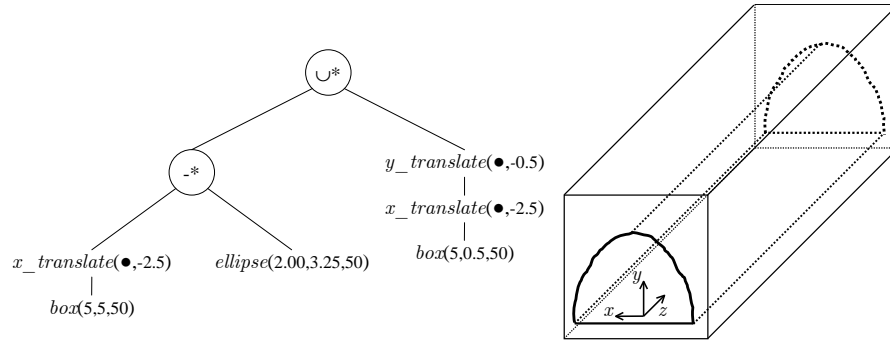 ∪*
-*
y_translate(●,-0.5)
x_translate(●,-2.5)
box(5,0.5,50)
x_translate(●,-2.5)
ellipse(2.00,3.25,50)
box(5,5,50)
y
x
z